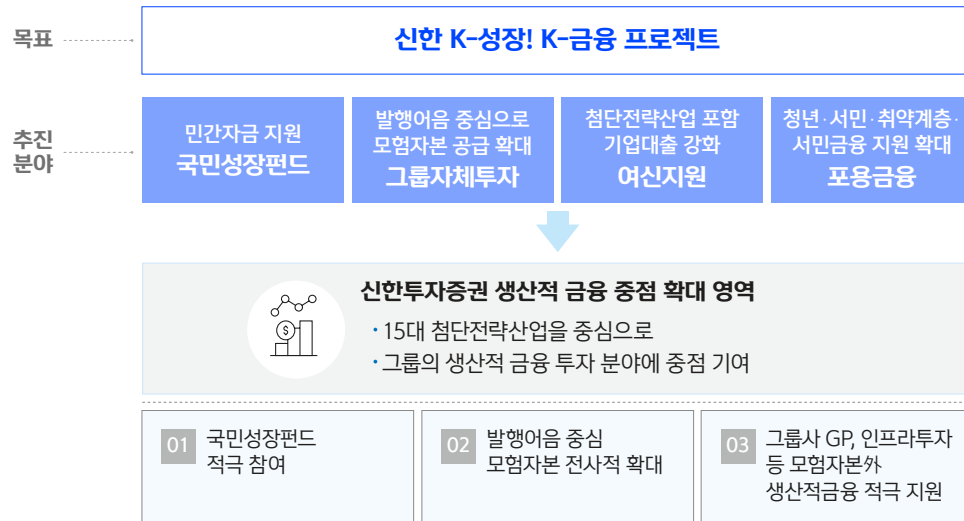 목표
신한 K-성장! K-금융 프로젝트
추진
분야
민간자금 지원
국민성장펀드
발행어음 중심으로
모험자본 공급 확대
그룹자체투자
첨단전략산업 포함
기업대출 강화
여신지원
청년·서민·취약계층·
서민금융 지원 확대
포용금융
신한투자증권 생산적 금융 중점 확대 영역
· 15대 첨단전략산업을 중심으로
· 그룹의 생산적 금융 투자 분야에 중점 기여
01 국민성장펀드
적극 참여
02 발행어음 중심
모험자본 전사적 확대
03 그룹사 GP, 인프라투자
등 모험자본外
생산적금융 적극 지원